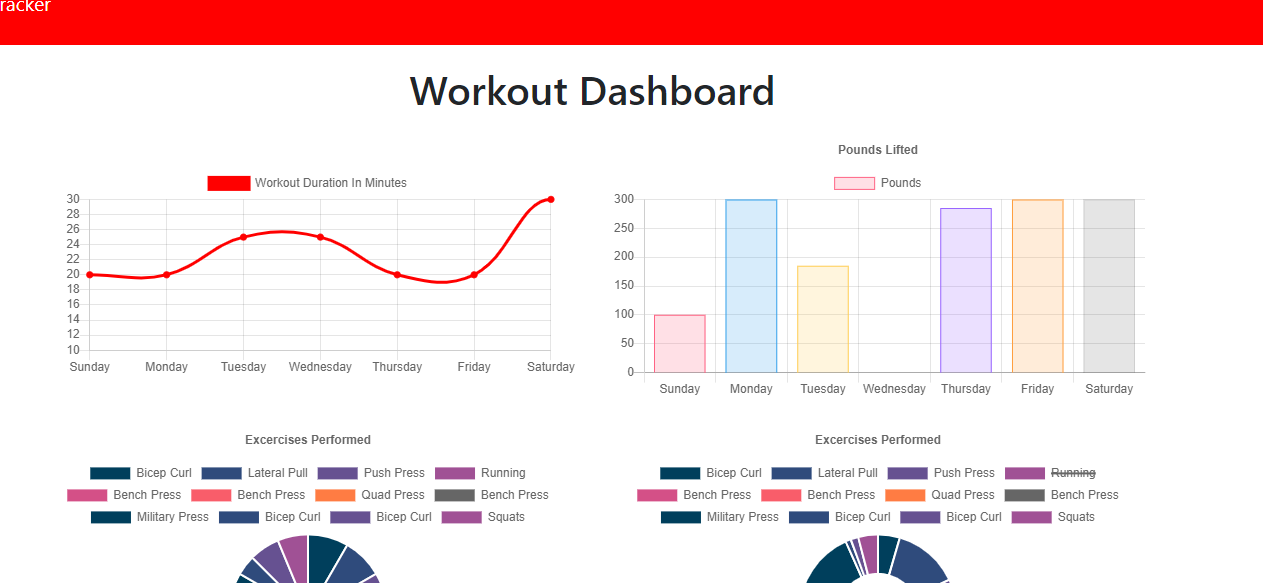 racker
Workout Dashboard
Workout Duration In Minutes
30
28
26
24
22
20
18
16
14
12
10
Sunday Monday Tuesday Wednesday Thursday Friday Saturday
Pounds Lifted
Pounds
300
250
200
150
100
50
0
Sunday Monday Tuesday Wednesday Thursday Friday Saturday
Excercises Performed
Bicep Curl Lateral Pull Push Press Running
Bench Press Bench Press Quad Press Bench Press
Military Press Bicep Curl Bicep Curl Squats
Excercises Performed
Bicep Curl Lateral Pull Push Press Running
Bench Press Bench Press Quad Press Bench Press
Military Press Bicep Curl Bicep Curl Squats